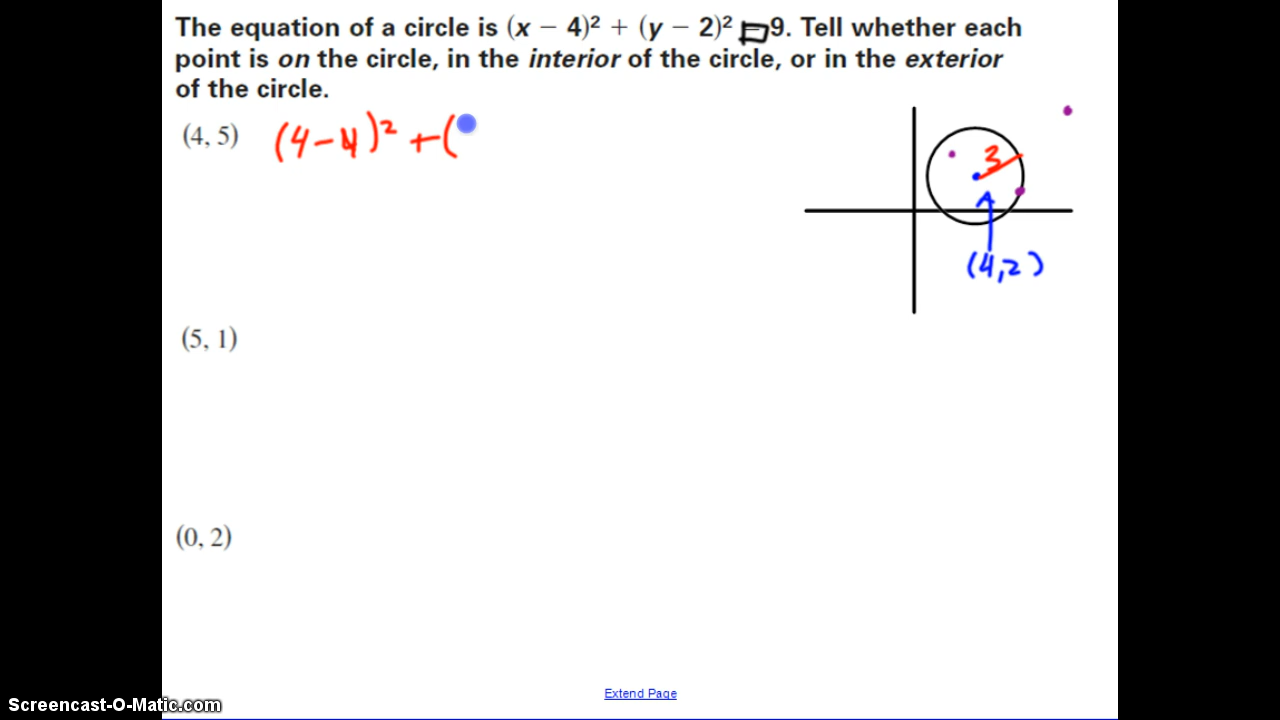 The equation of a circle is (x − 4)² + (y − 2)² = 9. Tell whether each
point is on the circle, in the interior of the circle, or in the exterior
of the circle.
(4, 5) (4-4)² +(
3
(4,2)
(5, 1)
(0, 2)
Extend Page
Screencast-O-Matic.com